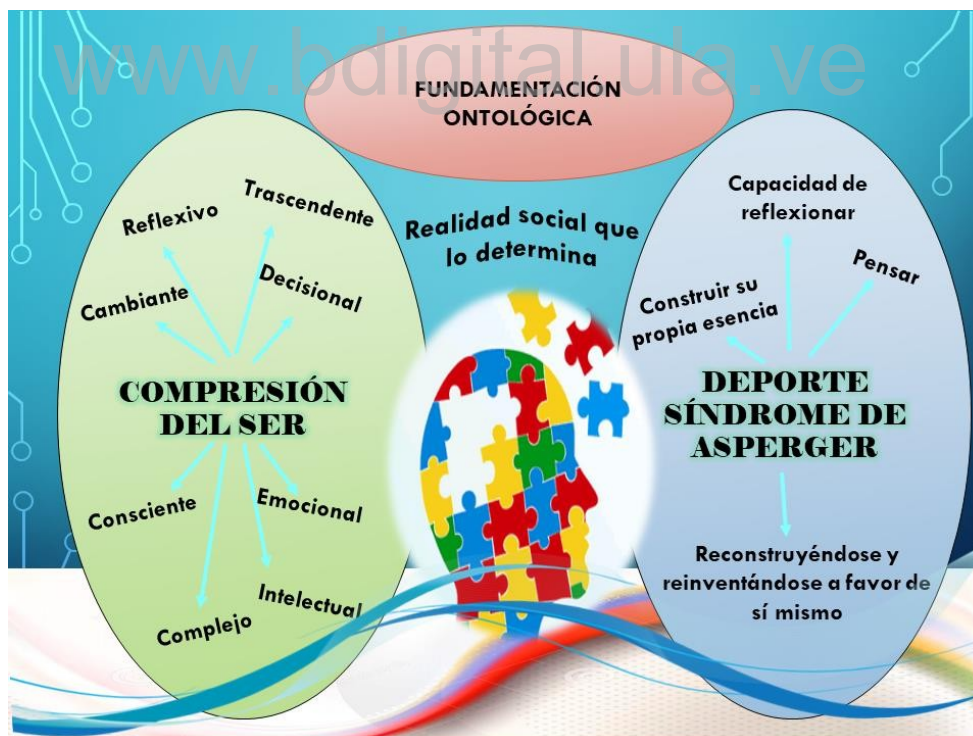 www.bdigital.ula.ve
FUNDAMENTACIÓN
ONTOLÓGICA
Reflexivo
Trascendente
Cambiante
Decisional
COMPRESIÓN
DEL SER
Consciente
Emocional
Complejo
Intelectual
Realidad social que
lo determina
Capacidad de
reflexionar
Construir su
propia esencia
Pensar
DEPORTE
SÍNDROME DE
ASPERGER
Reconstruyéndose y
reinventándose a favor de
sí mismo